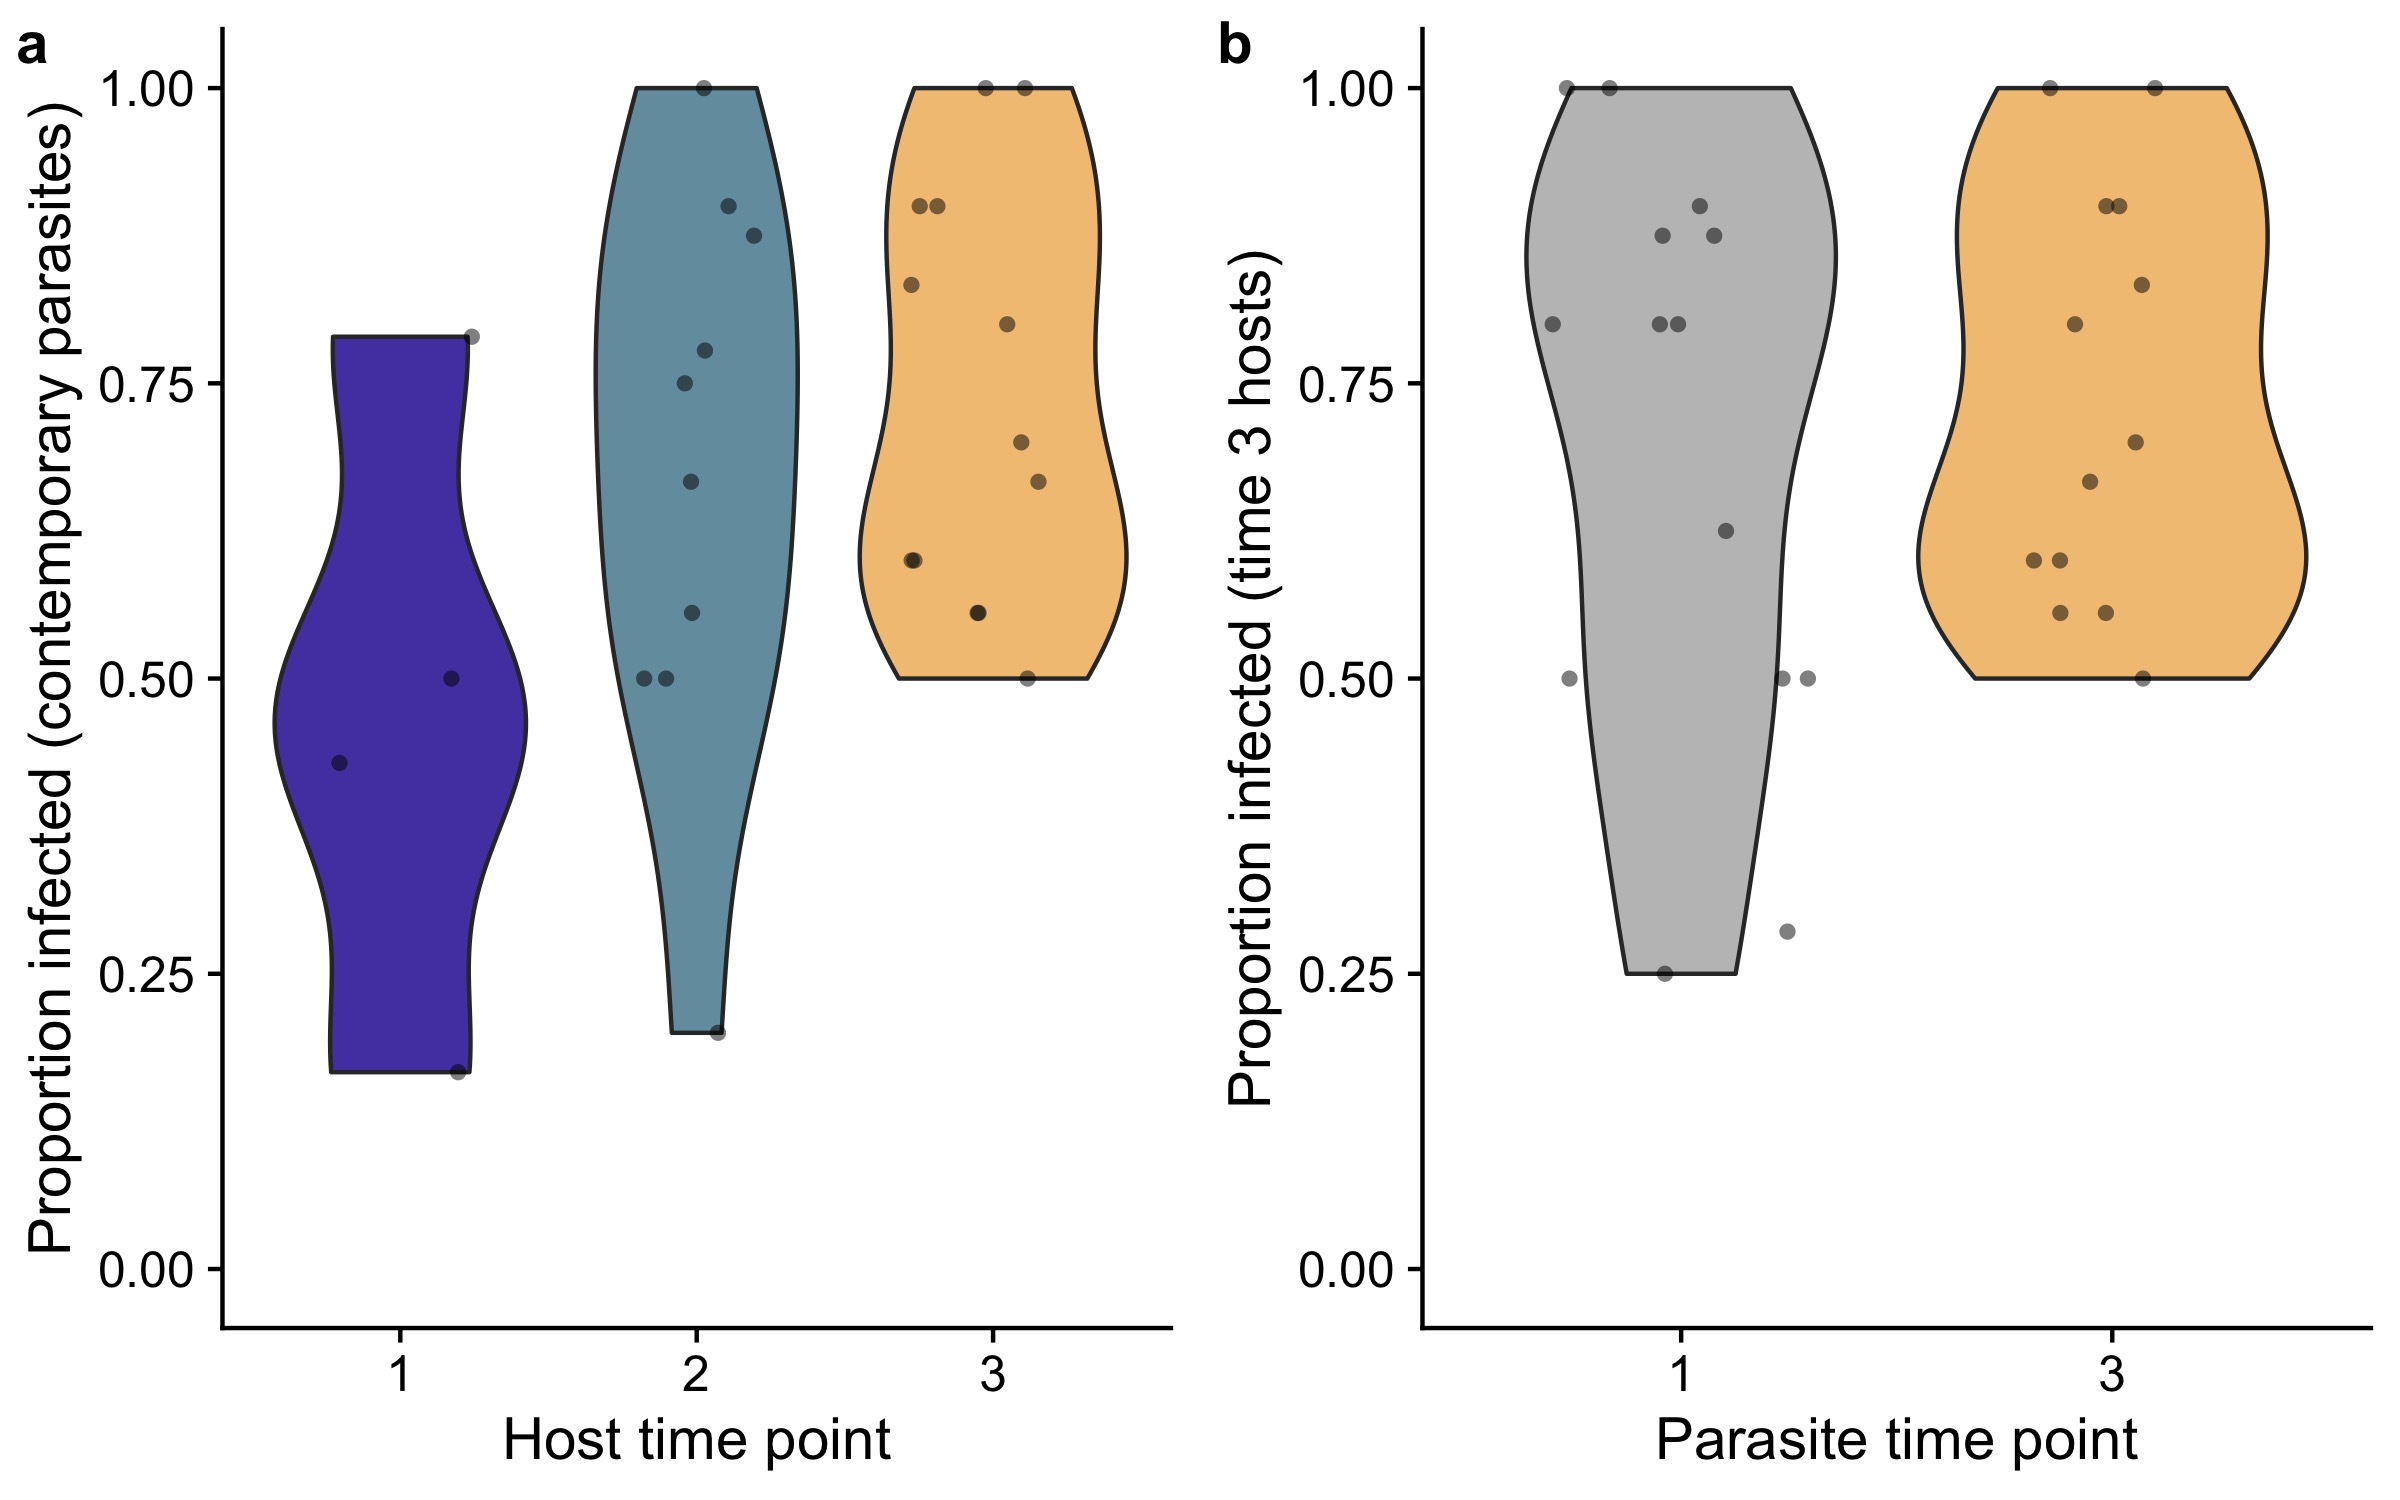 a
Proportion infected (contemporary parasites)
1.00
0.75
0.50
0.25
0.00
1 2 3
Host time point
b
Proportion infected (time 3 hosts)
1.00
0.75
0.50
0.25
0.00
1 3
Parasite time point